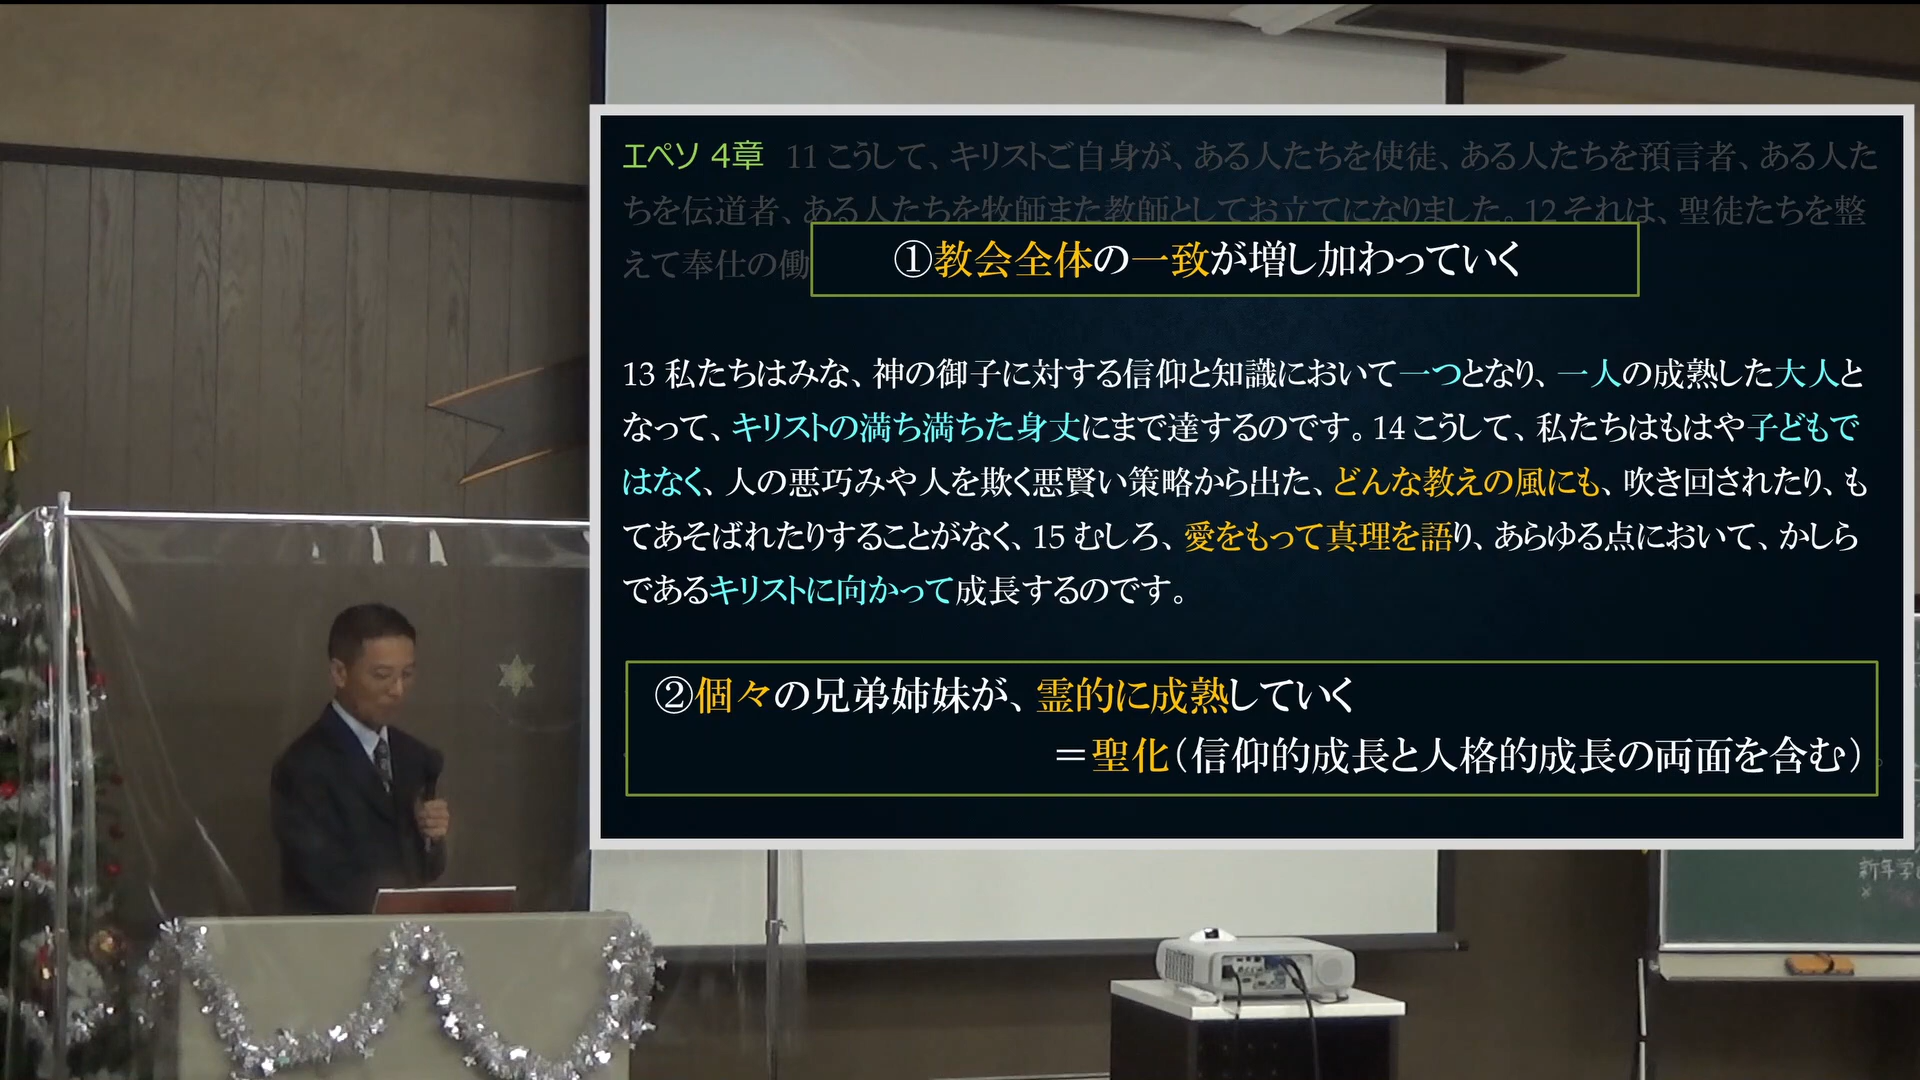 エペソ 4章 11 こうして、キリストご自身が、ある人たちを使徒、ある人たちを預言者、ある人た
ちを伝道者、ある人たちを牧師また教師としてお立てになりました。12 それは、聖徒たちを整
えて奉仕の働
①教会全体の一致が増し加わっていく
13 私たちはみな、神の御子に対する信仰と知識において一つとなり、一人の成熟した大人と
なって、キリストの満ち満ちた身丈にまで達するのです。14 こうして、私たちはもはや子どもで
はなく、人の悪巧みや人を欺く悪賢い策略から出た、どんな教えの風にも、吹き回されたり、も
てあそばれたりすることがなく、15 むしろ、愛をもって真理を語り、あらゆる点において、かしら
であるキリストに向かって成長するのです。
②個々の兄弟姉妹が、霊的に成熟していく
＝聖化（信仰的成長と人格的成長の両面を含む）
新年学